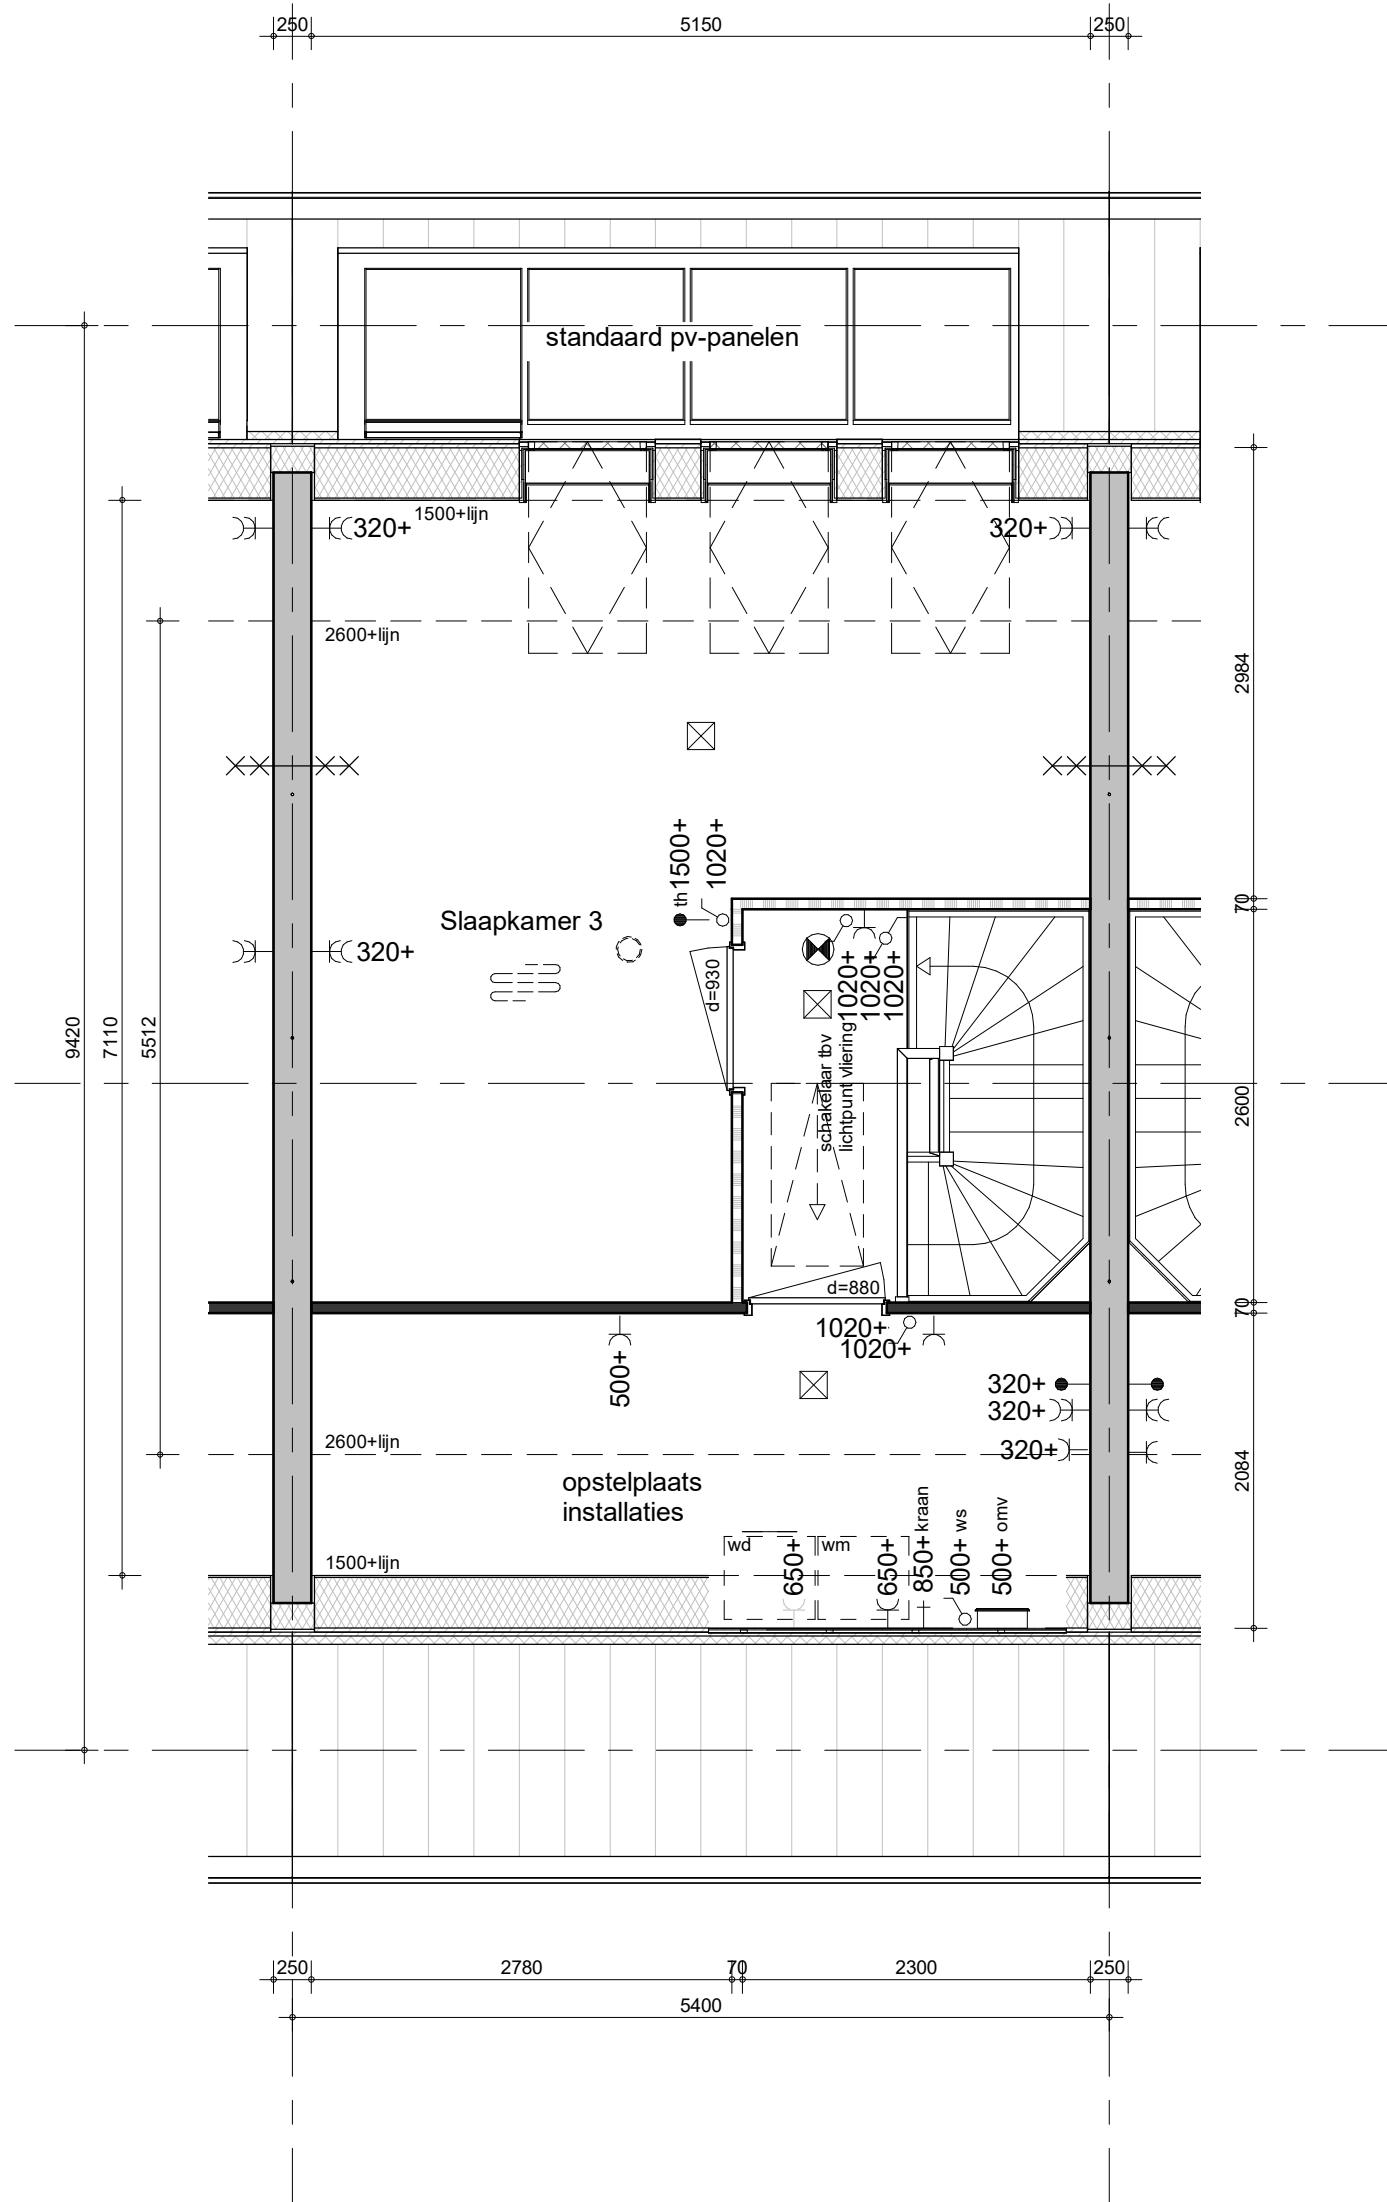 250
5150
250
standaard pv-panelen
320+
1500+lijn
320+
2600+lijn
2984
th1500+
1020+
70
Slaapkamer 3
320+
d=930
1020+
1020+
1020+
schakelaar tbv
lichtpunt vliering
9420
7110
5512
2600
d=880
70
1020+
1020+
500+
320+
320+
320+
2600+lijn
opstelplaats
installaties
2084
1500+lijn
wd
650+
wm
650+
850+ kraan
500+ ws
500+ omv
250
2780
70
2300
250
5400